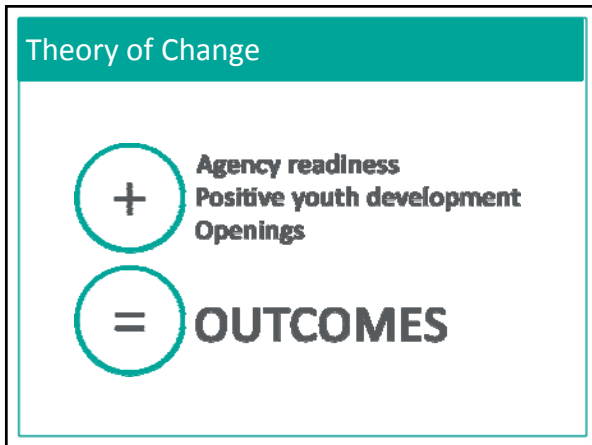 Theory of Change
+
Agency readiness
Positive youth development
Openings
=
OUTCOMES